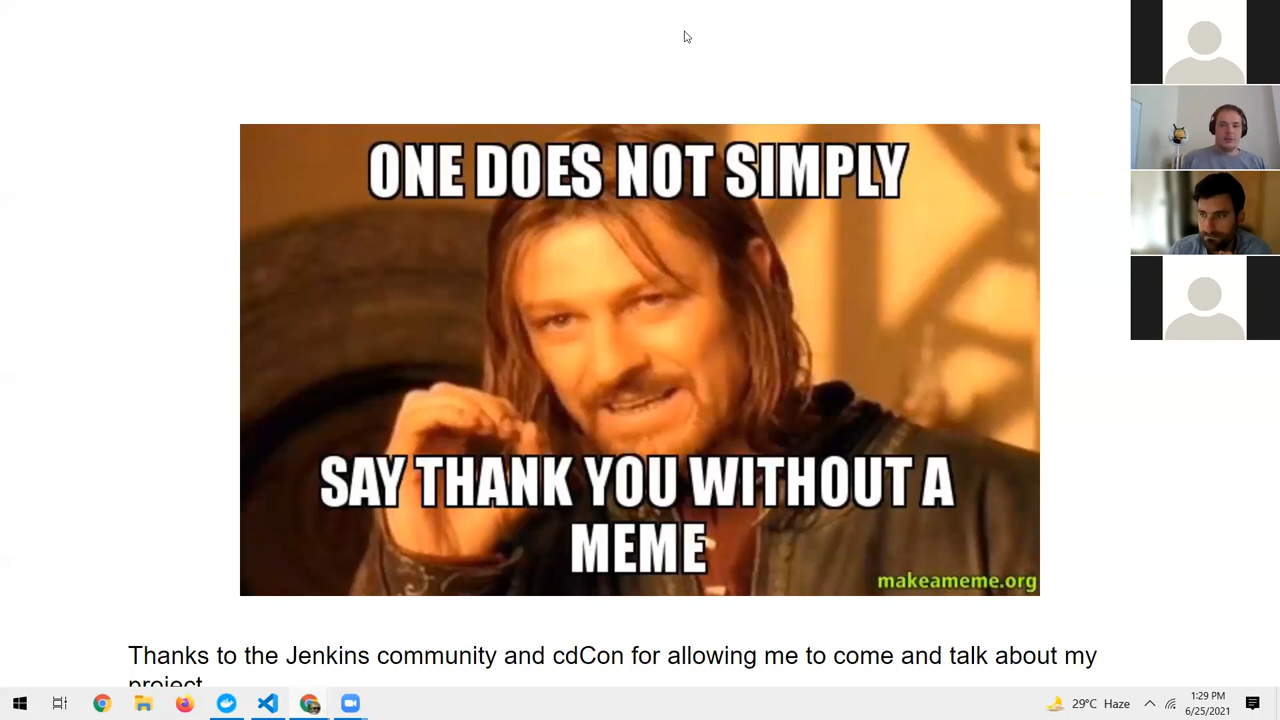 ONE DOES NOT SIMPLY
SAY THANK YOU WITHOUT A
MEME
makeameme.org
Thanks to the Jenkins community and cdCon for allowing me to come and talk about my
project
29°C Haze
1:29 PM
6/25/2021